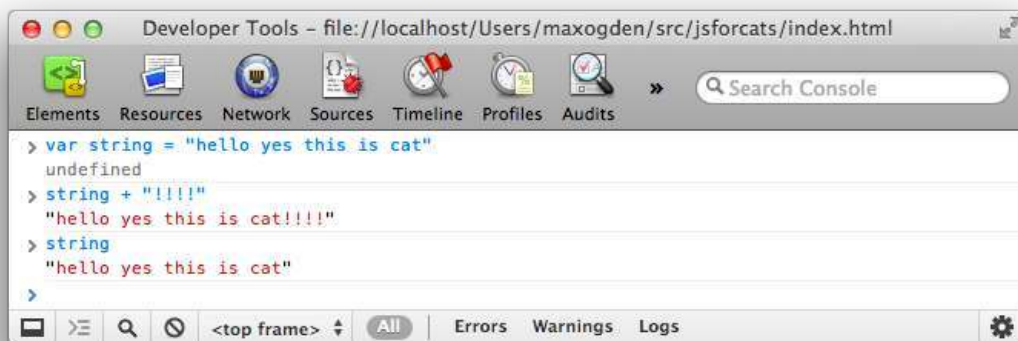 Developer Tools - file://localhost/Users/maxogden/src/jsforcats/index.html
Elements Resources Network Sources Timeline Profiles Audits » Search Console
> var string = "hello yes this is cat"
undefined
> string + "!!!!"
"hello yes this is cat!!!!"
> string
"hello yes this is cat"
>
<top frame> All Errors Warnings Logs